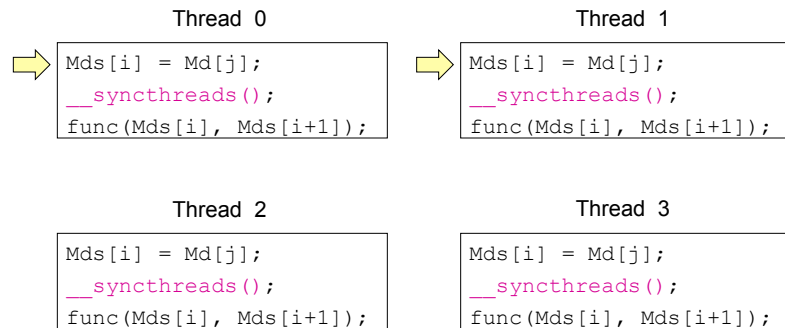 Thread 0
Mds[i] = Md[j];
__syncthreads();
func(Mds[i], Mds[i+1]);
Thread 1
Mds[i] = Md[j];
__syncthreads();
func(Mds[i], Mds[i+1]);
Thread 2
Mds[i] = Md[j];
__syncthreads();
func(Mds[i], Mds[i+1]);
Thread 3
Mds[i] = Md[j];
__syncthreads();
func(Mds[i], Mds[i+1]);